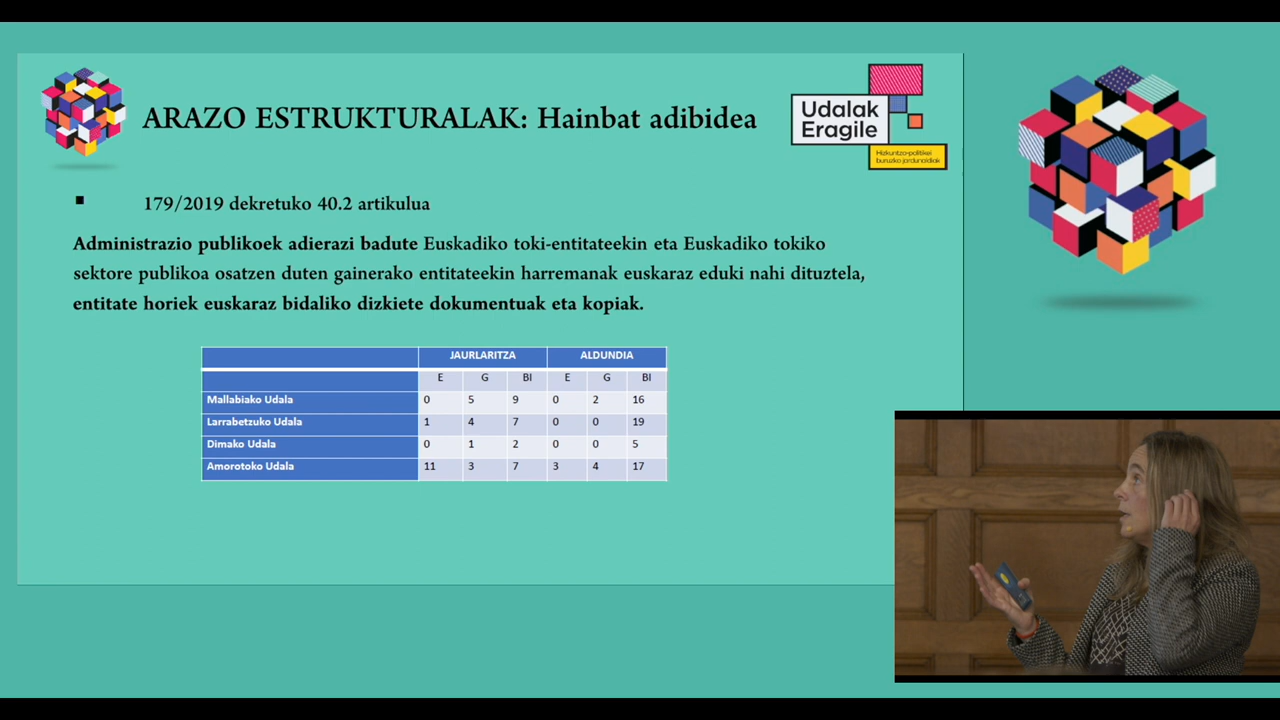 ARAZO ESTRUKTURALAK: Hainbat adibidea
Udalak
Eragile
Hizkuntza-politikei
buruzko jardunaldiak
179/2019 dekretuko 40.2 artikulua
Administrazio publikoek adierazi badute Euskadiko toki-entitateekin eta Euskadiko tokiko
sektore publikoa osatzen duten gainerako entitateekin harremanak euskaraz eduki nahi dituztela,
entitate horiek euskaraz bidaliko dizkiete dokumentuak eta kopiak.
JAURLARITZA ALDUNDIA
E G BI E G BI
Mallabiako Udala 0 5 9 0 2 16
Larrabetzuko Udala 1 4 7 0 0 19
Dimako Udala 0 1 2 0 0 5
Amorotoko Udala 11 3 7 3 4 17